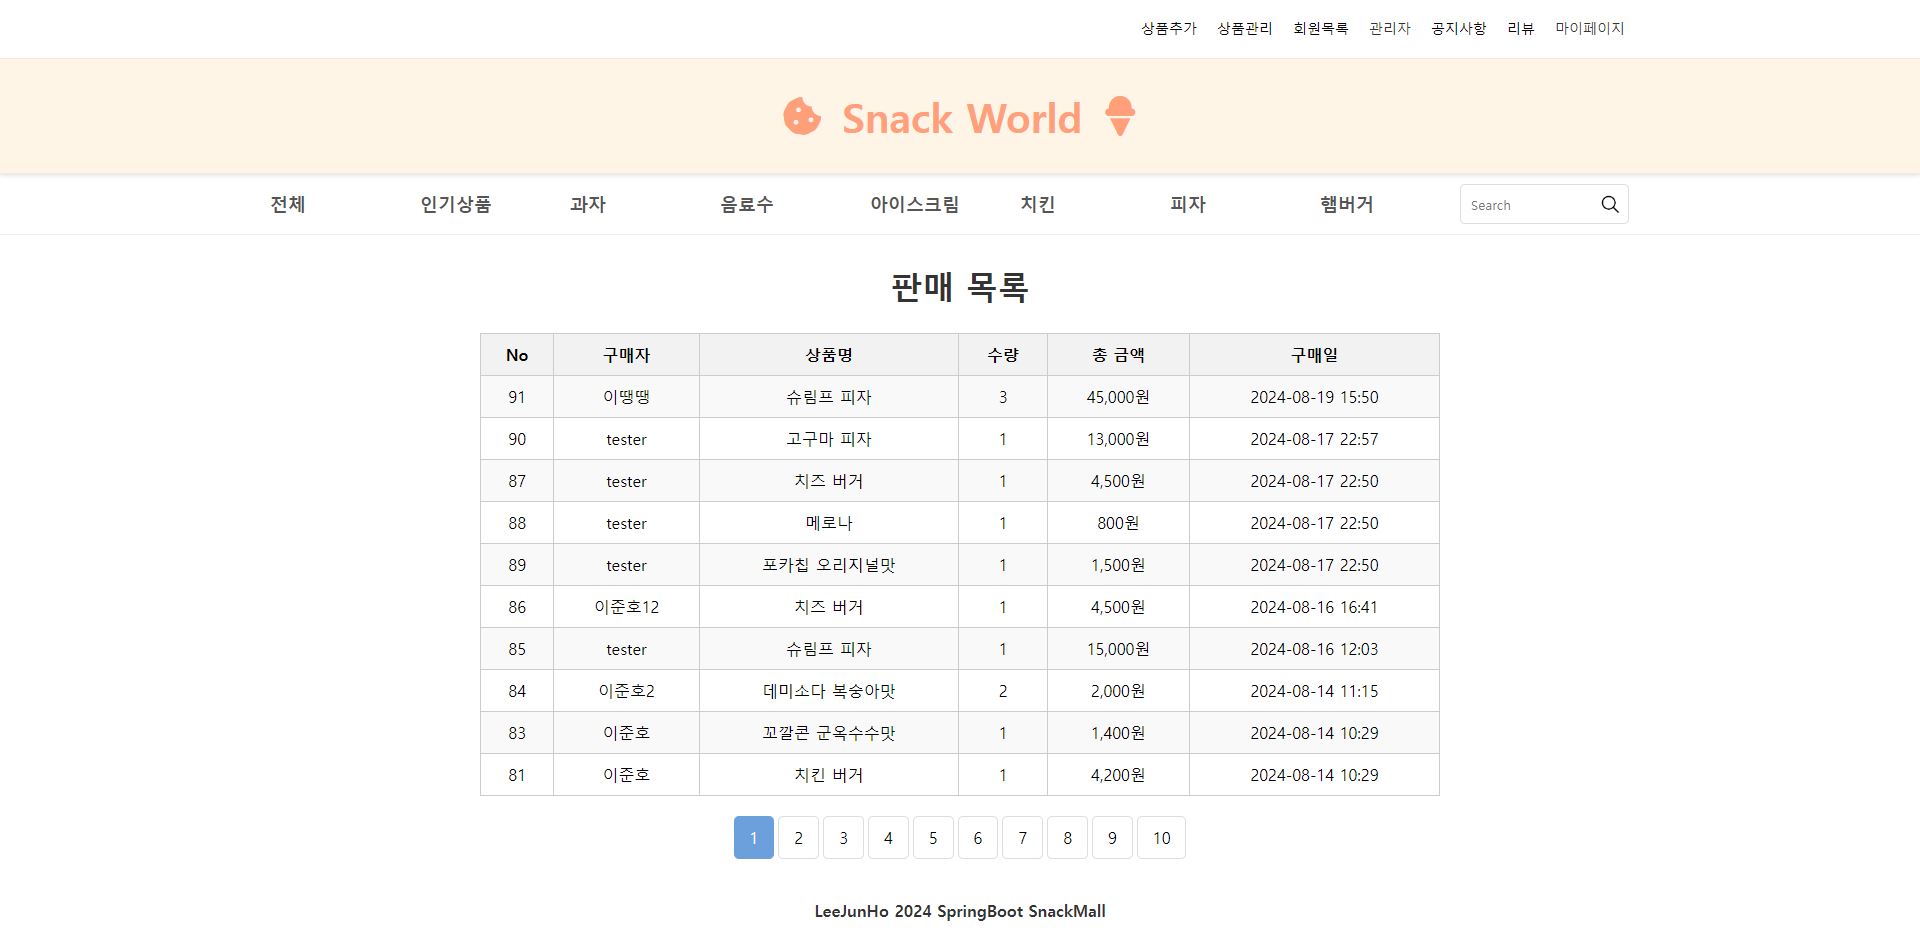 상품추가 상품관리 회원목록 관리자 공지사항 리뷰 마이페이지
Snack World
전체 인기상품 과자 음료수 아이스크림 치킨 피자 햄버거 Search
판매 목록
No 구매자 상품명 수량 총 금액 구매일
91 이땡땡 슈림프 피자 3 45,000원 2024-08-19 15:50
90 tester 고구마 피자 1 13,000원 2024-08-17 22:57
87 tester 치즈 버거 1 4,500원 2024-08-17 22:50
88 tester 메로나 1 800원 2024-08-17 22:50
89 tester 포카칩 오리지널맛 1 1,500원 2024-08-17 22:50
86 이준호12 치즈 버거 1 4,500원 2024-08-16 16:41
85 tester 슈림프 피자 1 15,000원 2024-08-16 12:03
84 이준호2 데미소다 복숭아맛 2 2,000원 2024-08-14 11:15
83 이준호 꼬깔콘 군옥수수맛 1 1,400원 2024-08-14 10:29
81 이준호 치킨 버거 1 4,200원 2024-08-14 10:29
1 2 3 4 5 6 7 8 9 10
LeeJunHo 2024 SpringBoot SnackMall